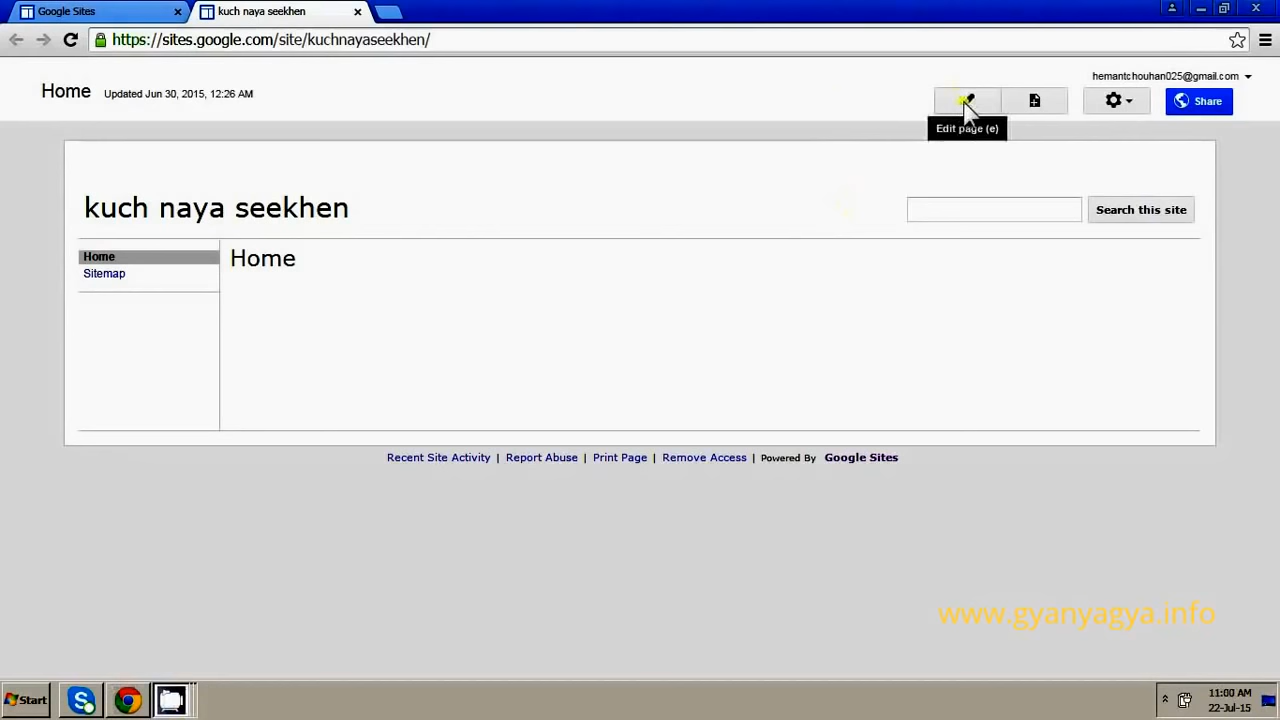 Google Sites
kuch naya seekhen
https://sites.google.com/site/kuchnayaseekhen/
hemantchouhan025@gmail.com
Home Updated Jun 30, 2015, 12:26 AM
Share
Edit page (e)
kuch naya seekhen
Search this site
Home
Sitemap
Home
Recent Site Activity | Report Abuse | Print Page | Remove Access | Powered By Google Sites
www.gyanyagya.info
Start
11:00 AM
22-Jul-15